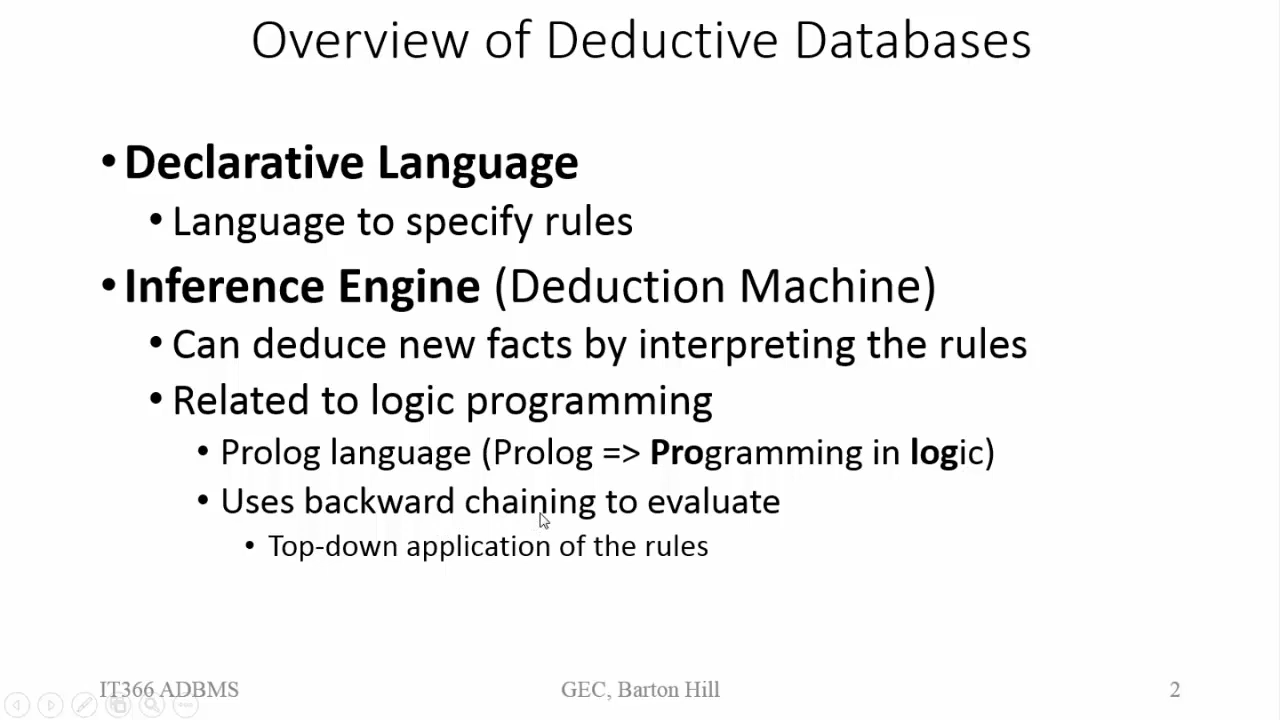 Overview of Deductive Databases
• Declarative Language
• Language to specify rules
• Inference Engine (Deduction Machine)
• Can deduce new facts by interpreting the rules
• Related to logic programming
• Prolog language (Prolog => Programming in logic)
• Uses backward chaining to evaluate
• Top-down application of the rules
IT366 ADBMS
GEC, Barton Hill
2